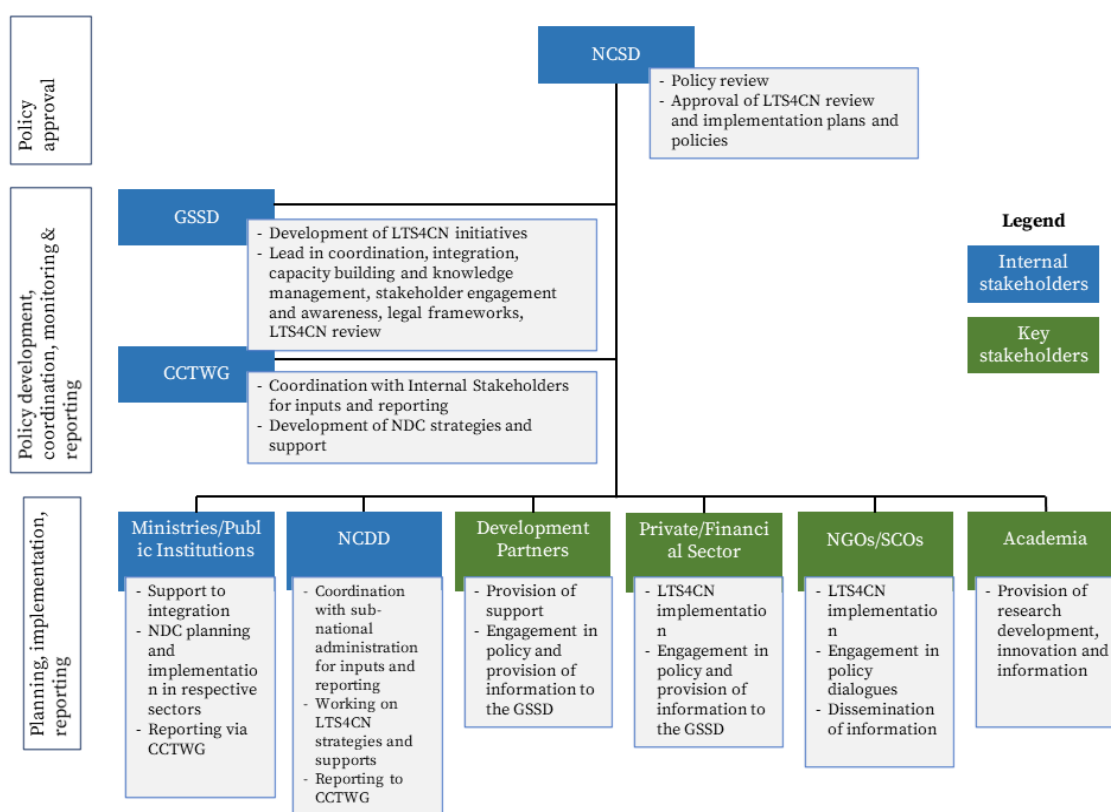 Policy
approval
NCSD
- Policy review
- Approval of LTS4CN review
and implementation plans and
policies
Policy development,
coordination, monitoring &
reporting
GSSD
- Development of LTS4CN initiatives
- Lead in coordination, integration,
capacity building and knowledge
management, stakeholder engagement
and awareness, legal frameworks,
LTS4CN review
CCTWG
- Coordination with Internal Stakeholders
for inputs and reporting
- Development of NDC strategies and
support
Legend
Internal
stakeholders
Key
stakeholders
Planning, implementation,
reporting
Ministries/Publ
ic Institutions
- Support to
integration
- NDC planning
and
implementatio
n in respective
sectors
- Reporting via
CCTWG
NCDD
- Coordination
with sub-
national
administration
for inputs and
reporting
- Working on
LTS4CN
strategies and
supports
- Reporting to
CCTWG
Development
Partners
- Provision of
support
- Engagement in
policy and
provision of
information to
the GSSD
Private/Financi
al Sector
- LTS4CN
implementatio
n
- Engagement in
policy and
provision of
information to
the GSSD
NGOs/SCOs
- LTS4CN
implementatio
n
- Engagement in
policy
dialogues
- Dissemination
of information
Academia
- Provision of
research
development,
innovation and
information